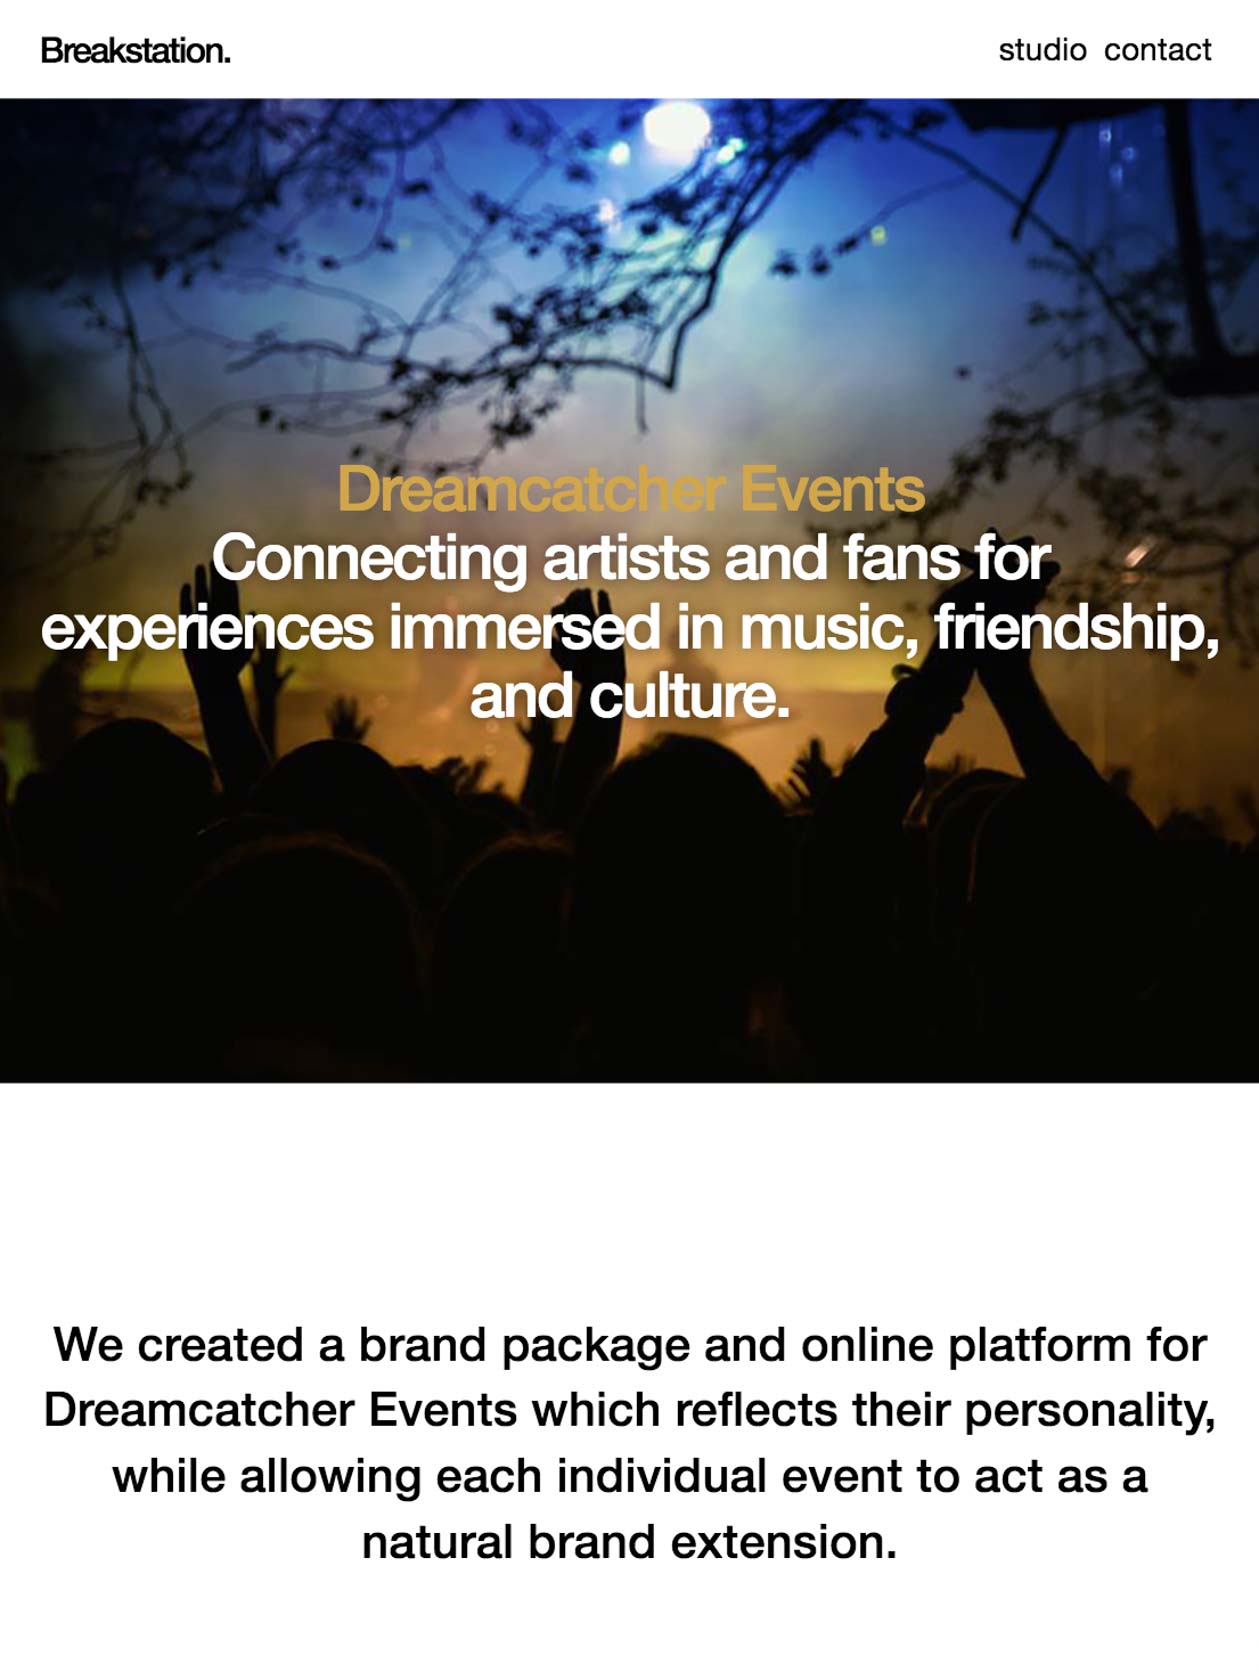 Breakstation.
studio contact
Dreamcatcher Events
Connecting artists and fans for
experiences immersed in music, friendship,
and culture.
We created a brand package and online platform for
Dreamcatcher Events which reflects their personality,
while allowing each individual event to act as a
natural brand extension.